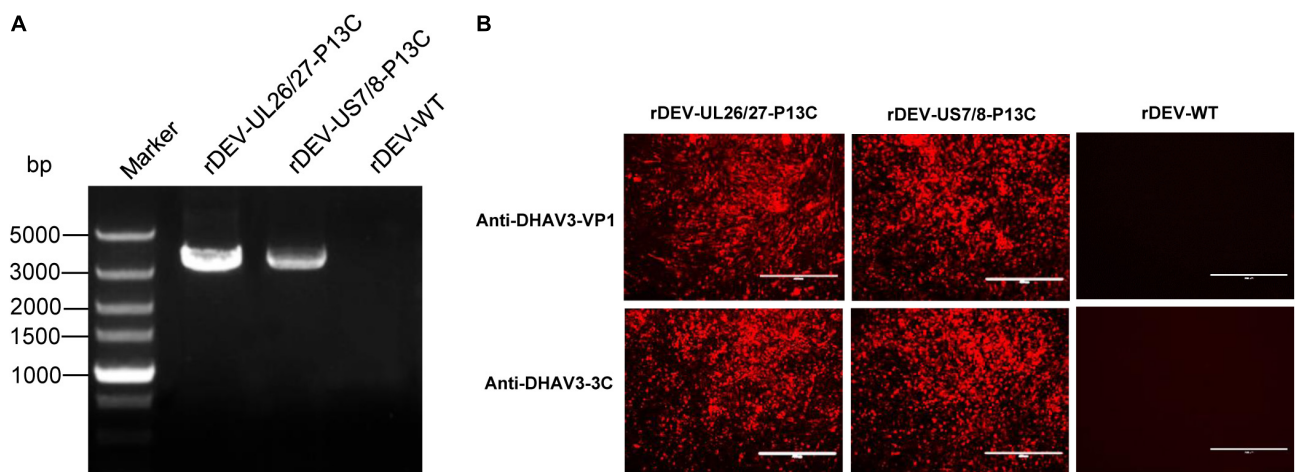 A
bp
Marker
rDEV-UL26/27-P13C
rDEV-US7/8-P13C
rDEV-WT
5000
3000
2000
1500
1000
B
rDEV-UL26/27-P13C
rDEV-US7/8-P13C
rDEV-WT
Anti-DHAV3-VP1
Anti-DHAV3-3C